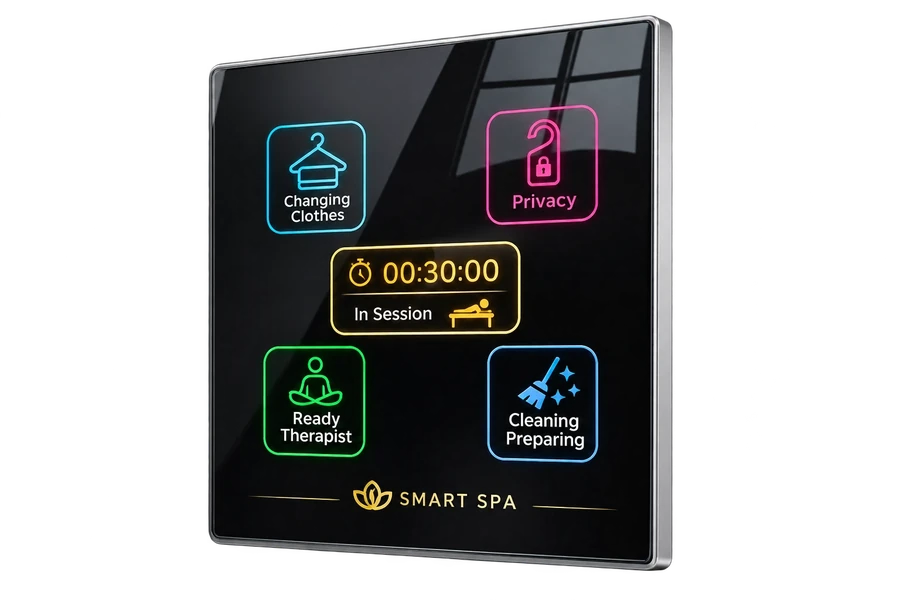 Changing
Clothes
Privacy
00:30:00
In Session
Ready
Therapist
Cleaning
Preparing
SMART SPA